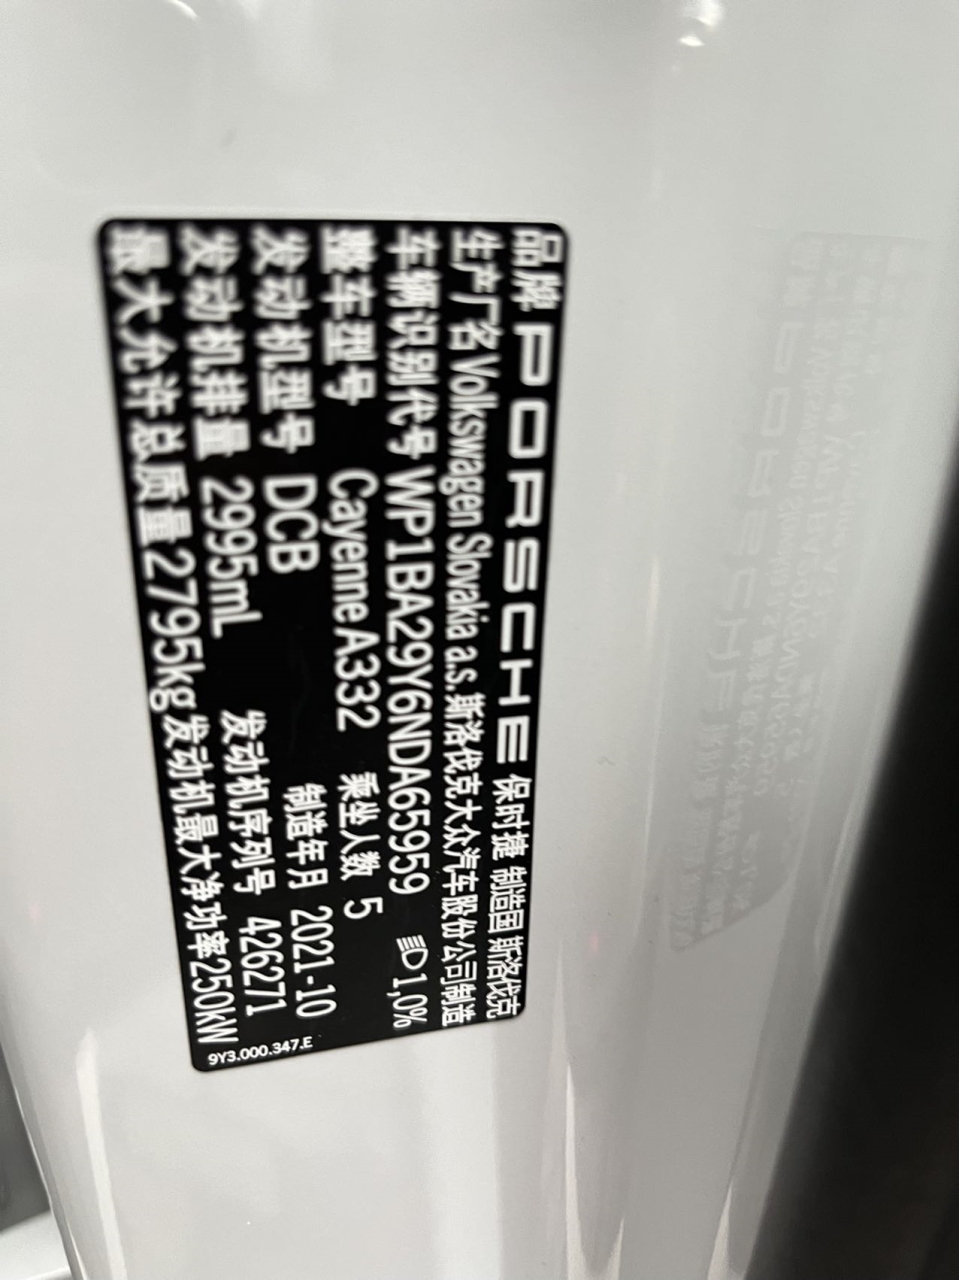 品牌 PORSCHE 保时捷 制造国 斯洛伐克
生产厂名 Volkswagen Slovakia a.s. 斯洛伐克大众汽车股份公司制造
车辆识别代号 WP1BA29Y6NDA65959 1,0%
整车型号 Cayenne A332 乘坐人数 5
发动机型号 DCB 制造年月 2021-10
发动机排量 2995mL 发动机序列号 426271
最大允许总质量 2795kg 发动机最大净功率 250kW
9Y3.000.347.E